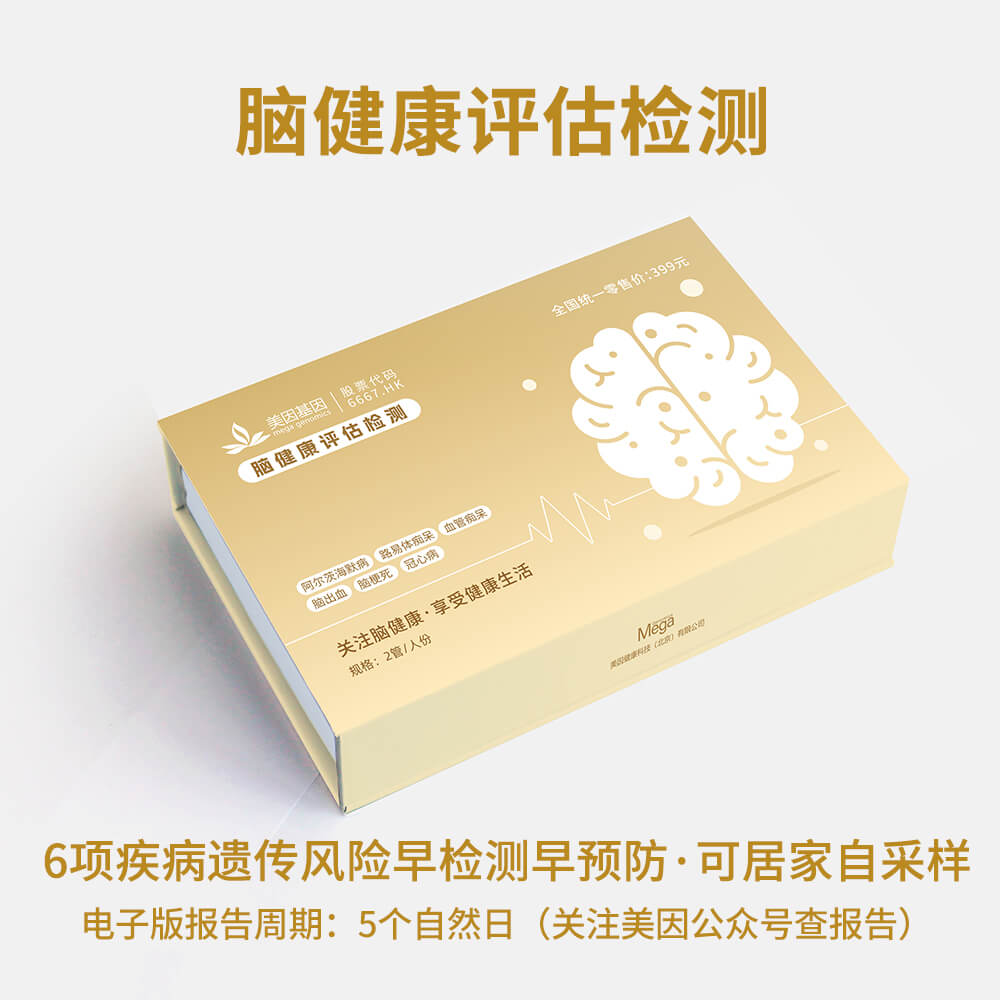 脑健康评估检测
全国统一零售价:399元
美因基因
mega genomics
股票代码
6667.HK
脑健康评估检测
阿尔茨海默病 路易体痴呆 血管痴呆
脑出血 脑梗死 冠心病
关注脑健康·享受健康生活
规格：2管/人份
Mega
美因健康科技（北京）有限公司
6项疾病遗传风险早检测早预防·可居家自采样
电子版报告周期：5个自然日（关注美因公众号查报告）